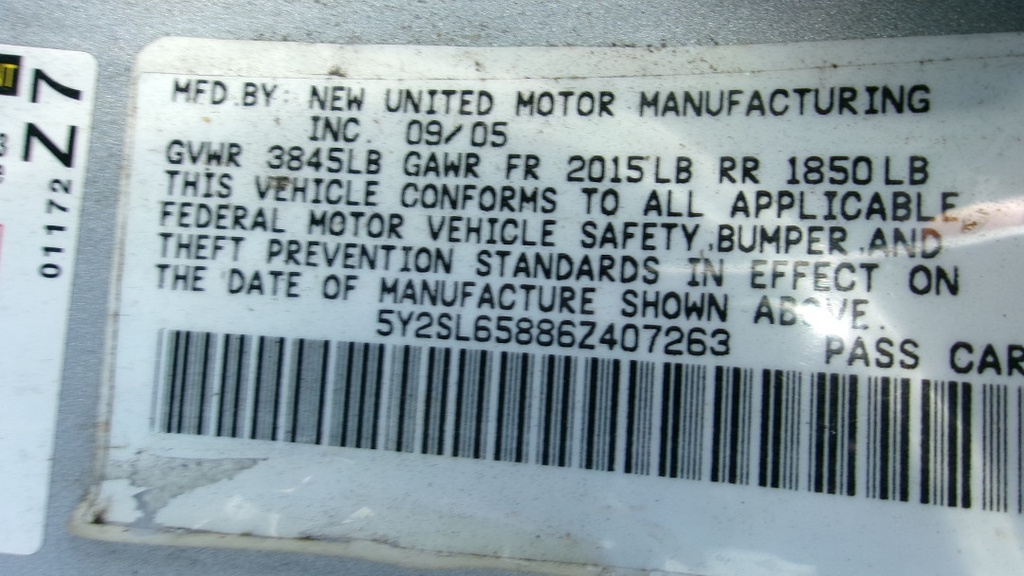 MFD.BY: NEW UNITED MOTOR MANUFACTURING
INC. 09/05
GVWR 3845LB GAWR FR 2015LB RR 1850LB
THIS VEHICLE CONFORMS TO ALL APPLICABLE
FEDERAL MOTOR VEHICLE SAFETY,BUMPER,AND
THEFT PREVENTION STANDARDS IN EFFECT ON
THE DATE OF MANUFACTURE SHOWN ABOVE.
5Y2SL65886Z407263
PASS CAR
Z7
01172